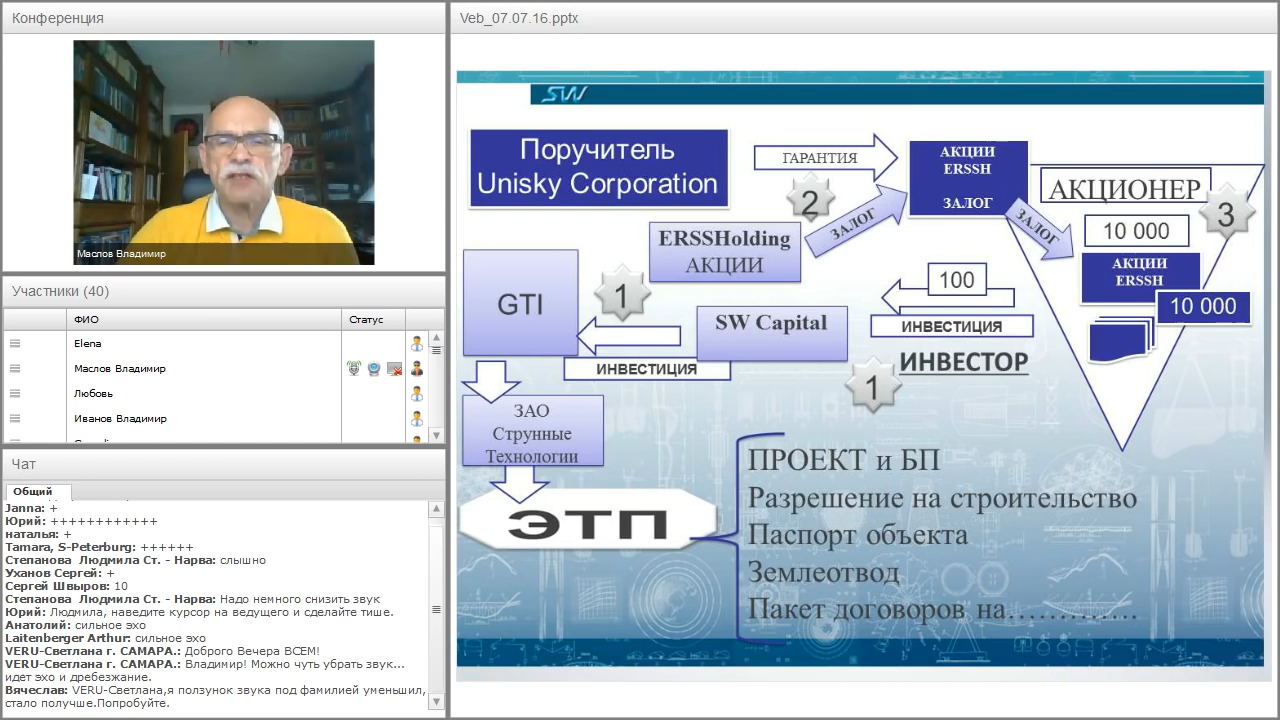 Конференция
Маслов Владимир
Участники (40)
ФИО
Статус
Elena
Маслов Владимир
Любовь
Иванов Владимир
Чат
Общий
Janna: +
Юрий: ++++++++++++
наталья: +
Tamara, S-Peterburg: ++++++
Степанова Людмила Ст. - Нарва: слышно
Уханов Сергей: +
Сергей Швыров: 10
Степанова Людмила Ст. - Нарва: Надо немного снизить звук
Юрий: Людмила, наведите курсор на ведущего и сделайте тише.
Анатолий: сильное эхо
Laitenberger Arthur: сильное эхо
VERU-Светлана г. САМАРА.: Доброго Вечера ВСЕМ!
VERU-Светлана г. САМАРА.: Владимир! Можно чуть убрать звук...
идет эхо и дребезжание.
Вячеслав: VERU-Светлана,я ползунок звука под фамилией уменьшил,
стало получше.Попробуйте.
Veb_07.07.16.pptx
SW
Поручитель
Unisky Corporation
ГАРАНТИЯ
2
ЗАЛОГ
АКЦИИ
ERSSH
ЗАЛОГ
АКЦИОНЕР
3
ЗАЛОГ
10 000
АКЦИИ
ERSSH
10 000
ERSSHolding
АКЦИИ
GTI
1
SW Capital
ИНВЕСТИЦИЯ
100
ИНВЕСТИЦИЯ
ИНВЕСТОР
1
ЗАО
Струнные
Технологии
ЭТП
ПРОЕКТ и БП
Разрешение на строительство
Паспорт объекта
Землеотвод
Пакет договоров на………….